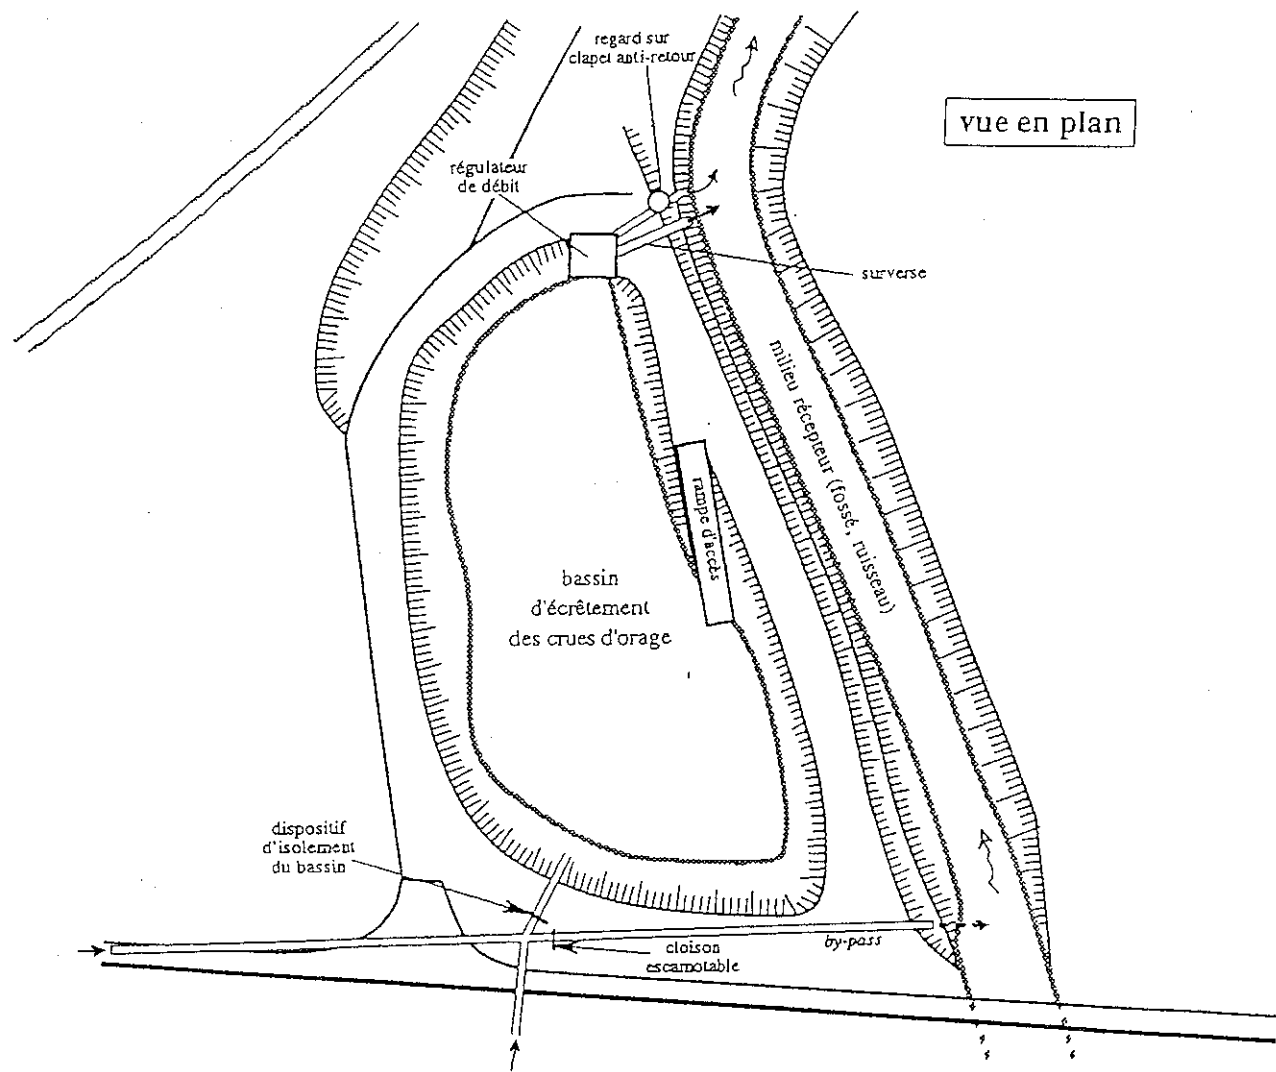 regard sur
clapet anti-retour
vue en plan
régulateur
de débit
surverse
milieu récepteur (fossé, ruisseau)
rampe d'accès
bassin
d'écrêtement
des crues d'orage
dispositif
d'isolement
du bassin
by-pass
cloison
escamotable